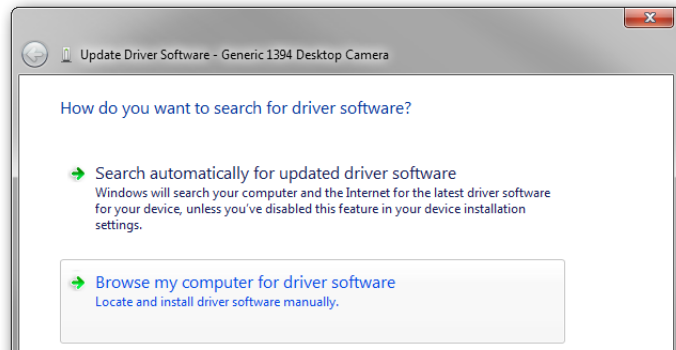 Update Driver Software - Generic 1394 Desktop Camera
How do you want to search for driver software?
Search automatically for updated driver software
Windows will search your computer and the Internet for the latest driver software
for your device, unless you've disabled this feature in your device installation
settings.
Browse my computer for driver software
Locate and install driver software manually.